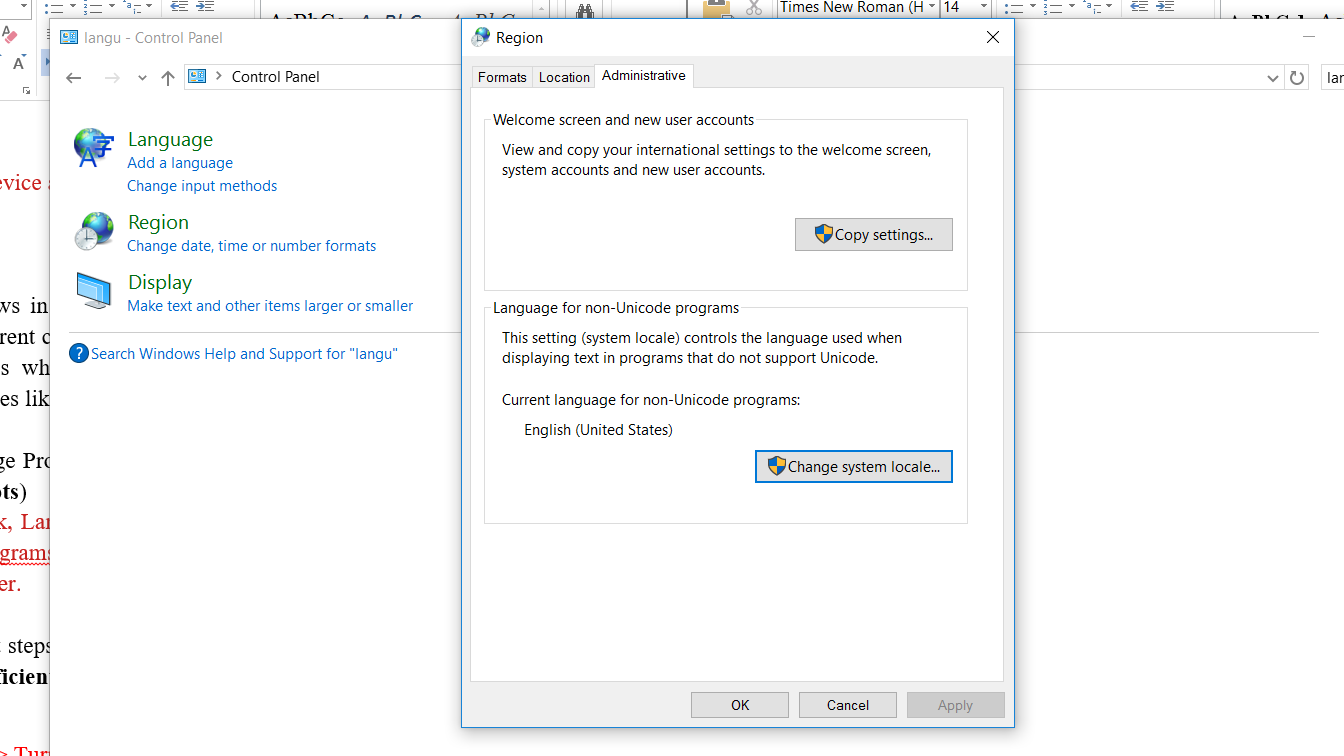 Times New Roman (H
14
langu - Control Panel
Region
Control Panel
lan
Formats
Location
Administrative
Language
Add a language
Change input methods
Region
Change date, time or number formats
Display
Make text and other items larger or smaller
Search Windows Help and Support for "langu"
Welcome screen and new user accounts
View and copy your international settings to the welcome screen,
system accounts and new user accounts.
Copy settings...
Language for non-Unicode programs
This setting (system locale) controls the language used when
displaying text in programs that do not support Unicode.
Current language for non-Unicode programs:
English (United States)
Change system locale...
OK
Cancel
Apply
evice
ws in
rent c
s wh
es lik
ge Pro
ots)
k, Lan
grams
er.
steps
ficient
> Tur